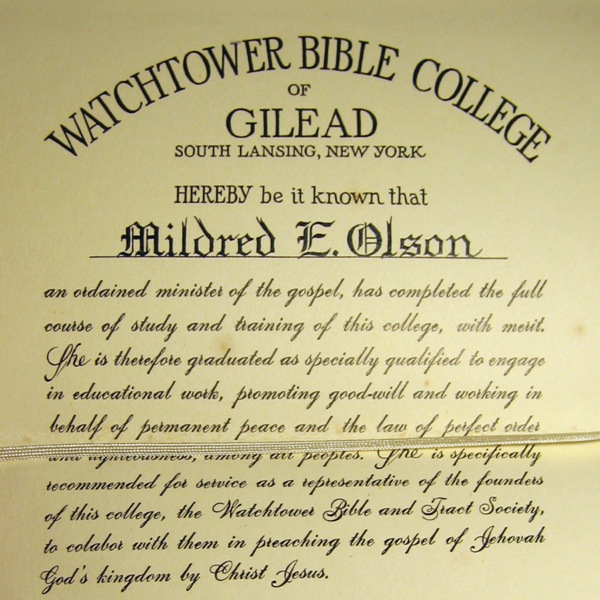 WATCHTOWER BIBLE COLLEGE
OF
GILEAD
SOUTH LANSING, NEW YORK
HEREBY be it known that
Mildred E. Olson
an ordained minister of the gospel, has completed the full
course of study and training of this college, with merit.
She is therefore graduated as specially qualified to engage
in educational work, promoting good-will and working in
behalf of permanent peace and the law of perfect order
and righteousness, among all peoples. She is specifically
recommended for service as a representative of the founders
of this college, the Watchtower Bible and Tract Society,
to colabor with them in preaching the gospel of Jehovah
God's kingdom by Christ Jesus.